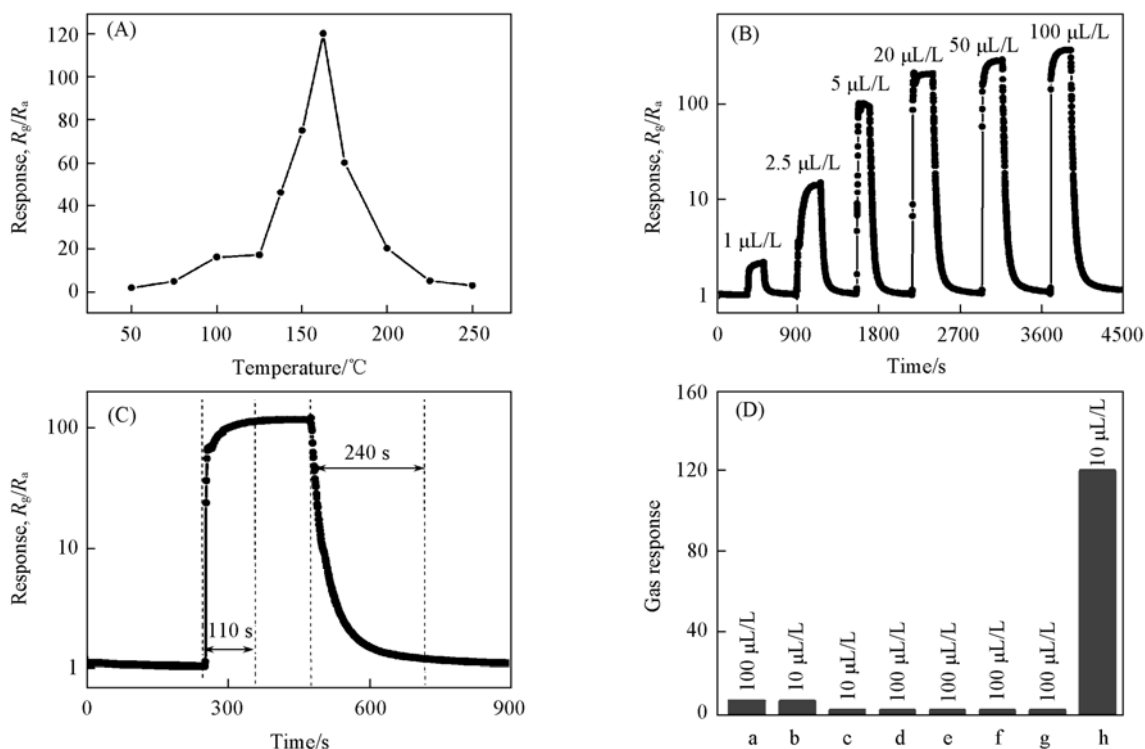 (A)
120
100
80
60
40
20
0
Response, Rg/Ra
50 100 150 200 250
Temperature/℃
(B)
100
10
1
Response, Rg/Ra
1 μL/L
2.5 μL/L
5 μL/L
20 μL/L
50 μL/L
100 μL/L
0 900 1800 2700 3600 4500
Time/s
(C)
100
10
1
Response, Rg/Ra
110 s
240 s
0 300 600 900
Time/s
(D)
160
120
80
40
0
Gas response
100 μL/L
10 μL/L
10 μL/L
100 μL/L
100 μL/L
100 μL/L
100 μL/L
10 μL/L
a b c d e f g h